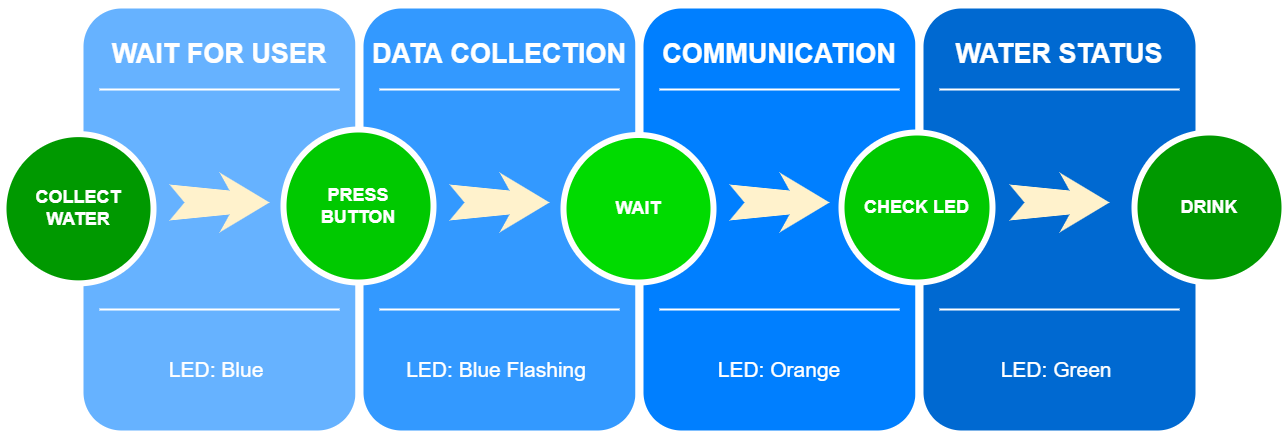 WAIT FOR USER
DATA COLLECTION
COMMUNICATION
WATER STATUS
COLLECT
WATER
PRESS
BUTTON
WAIT
CHECK LED
DRINK
LED: Blue
LED: Blue Flashing
LED: Orange
LED: Green